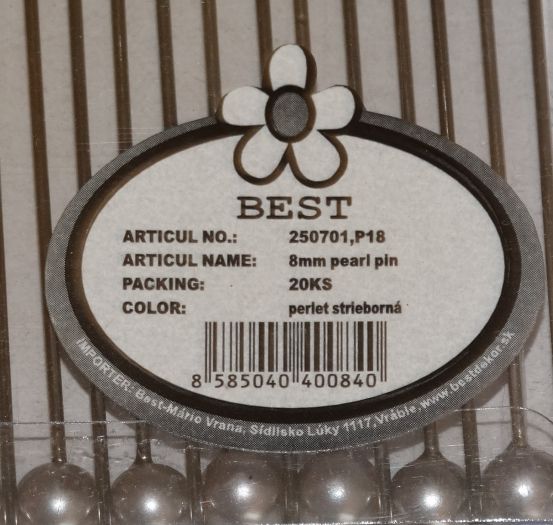 BEST
ARTICUL NO.: 250701,P18
ARTICUL NAME: 8mm pearl pin
PACKING: 20KS
COLOR: perlet strieborná
8 585040 400840
IMPORTER: Best-Mário Vrana, Sídlisko Lúky 1117,Vráble,www.bestdekor.sk